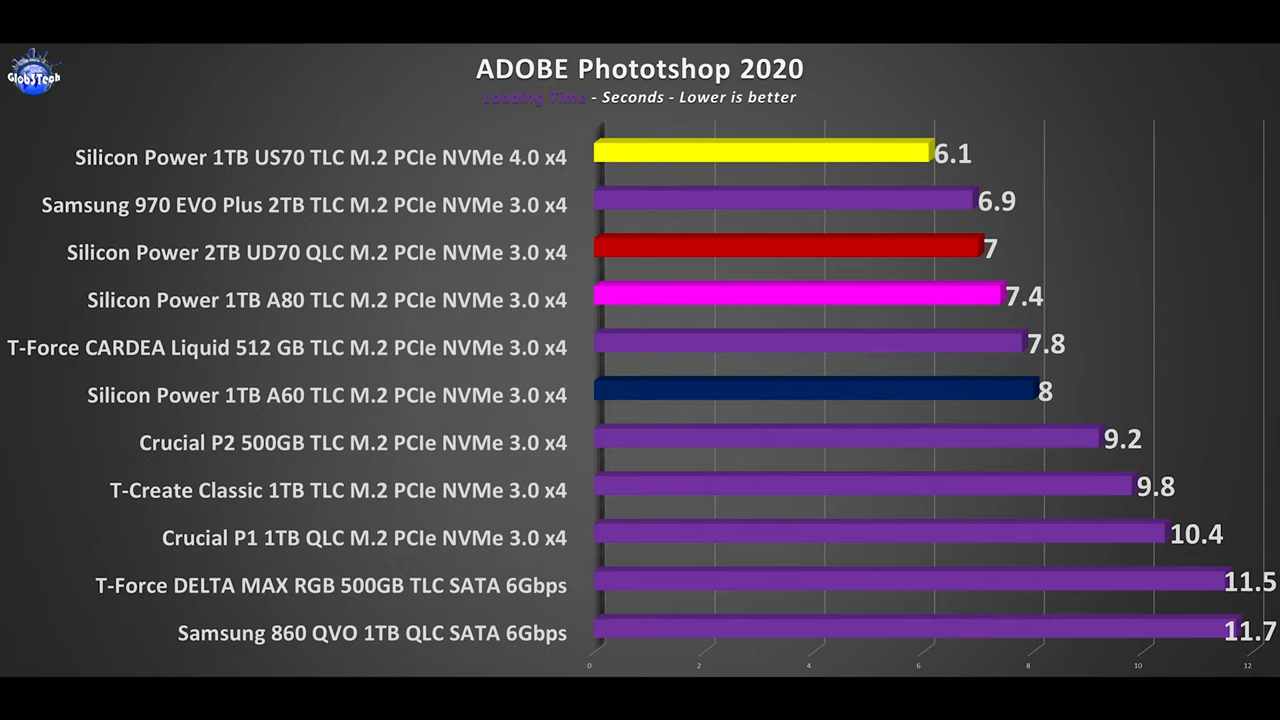 Glob3Tech
ADOBE Phototshop 2020
Loading Time - Seconds - Lower is better
Silicon Power 1TB US70 TLC M.2 PCIe NVMe 4.0 x4 6.1
Samsung 970 EVO Plus 2TB TLC M.2 PCIe NVMe 3.0 x4 6.9
Silicon Power 2TB UD70 QLC M.2 PCIe NVMe 3.0 x4 7
Silicon Power 1TB A80 TLC M.2 PCIe NVMe 3.0 x4 7.4
T-Force CARDEA Liquid 512 GB TLC M.2 PCIe NVMe 3.0 x4 7.8
Silicon Power 1TB A60 TLC M.2 PCIe NVMe 3.0 x4 8
Crucial P2 500GB TLC M.2 PCIe NVMe 3.0 x4 9.2
T-Create Classic 1TB TLC M.2 PCIe NVMe 3.0 x4 9.8
Crucial P1 1TB QLC M.2 PCIe NVMe 3.0 x4 10.4
T-Force DELTA MAX RGB 500GB TLC SATA 6Gbps 11.5
Samsung 860 QVO 1TB QLC SATA 6Gbps 11.7
0 2 4 6 8 10 12